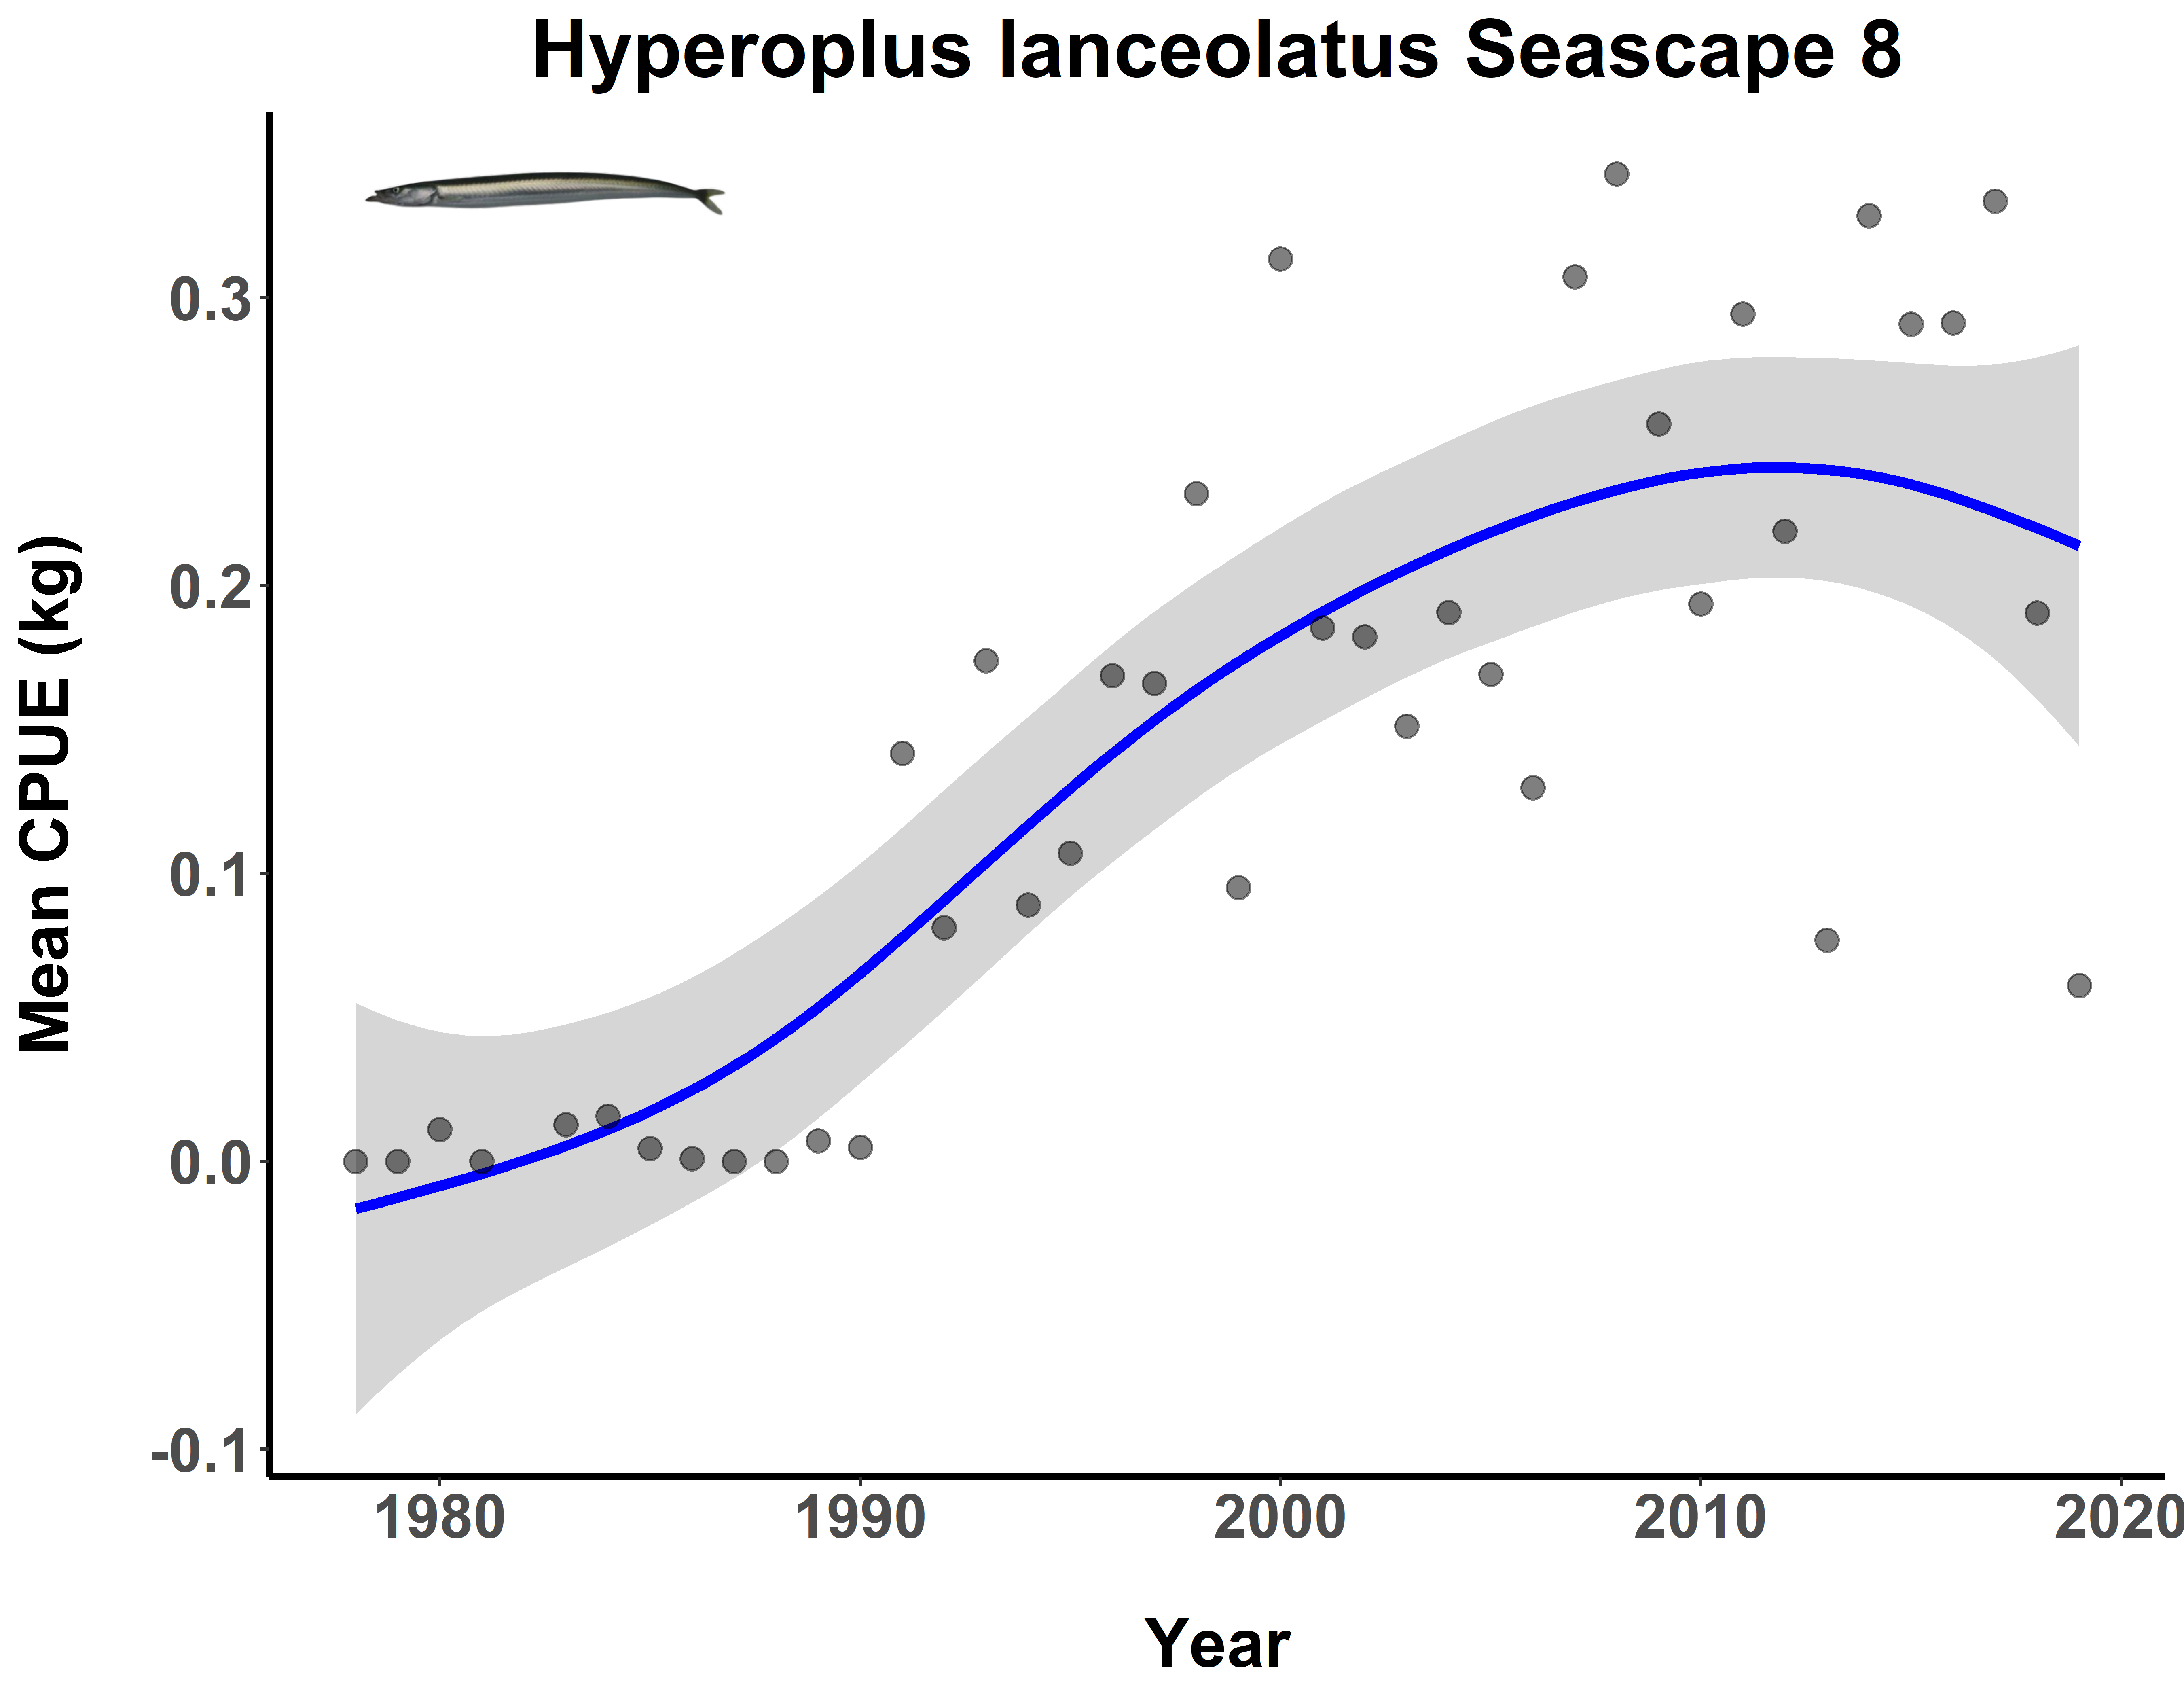 Hyperoplus lanceolatus Seascape 8
Mean CPUE (kg)
0.3
0.2
0.1
0.0
-0.1
1980 1990 2000 2010 2020
Year